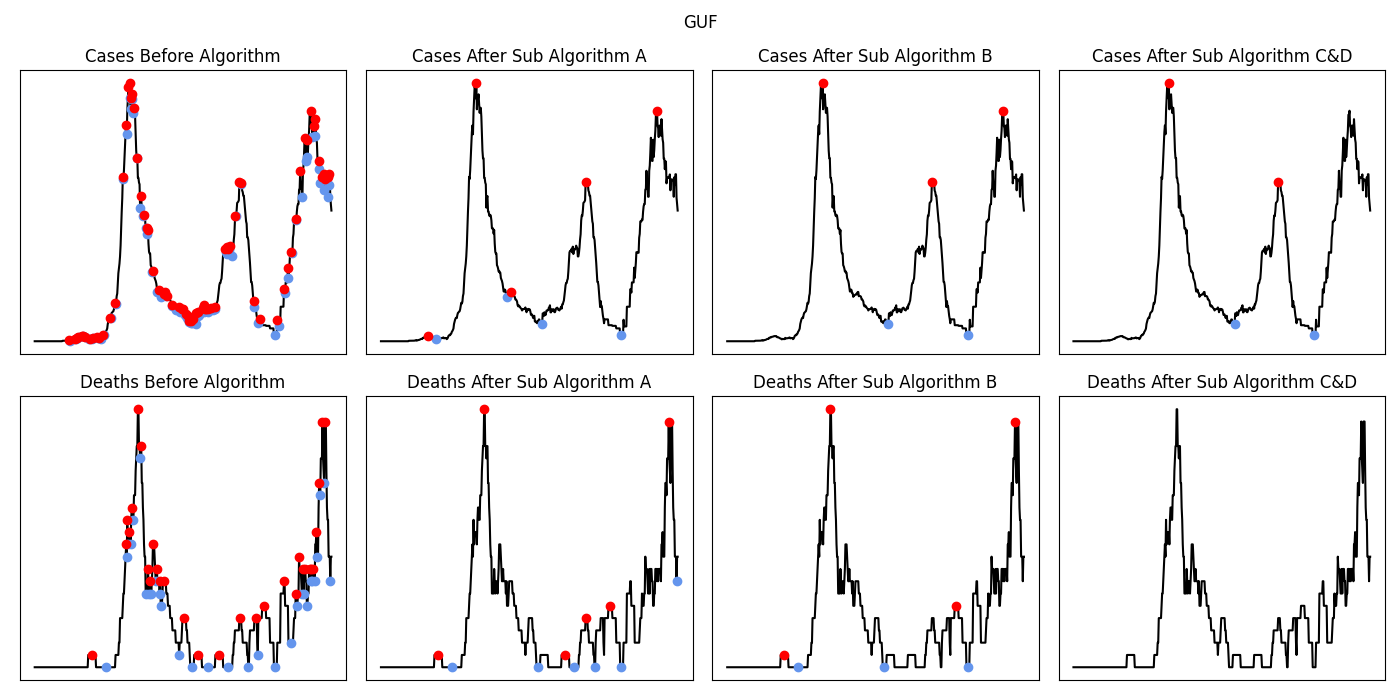 GUF
Cases Before Algorithm
Cases After Sub Algorithm A
Cases After Sub Algorithm B
Cases After Sub Algorithm C&D
Deaths Before Algorithm
Deaths After Sub Algorithm A
Deaths After Sub Algorithm B
Deaths After Sub Algorithm C&D